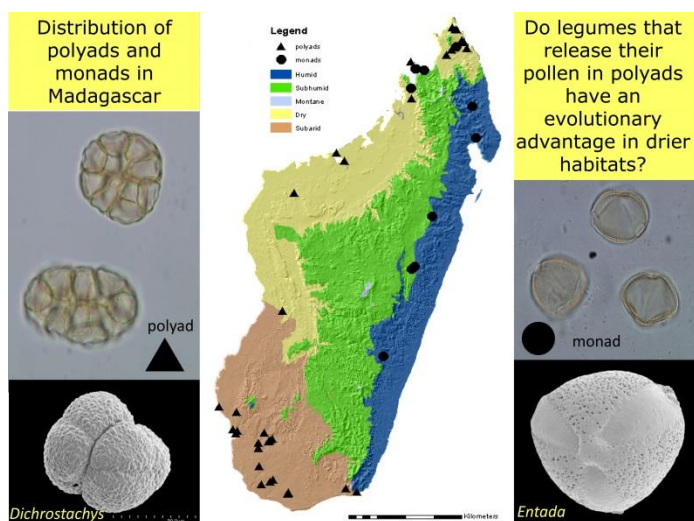 Distribution of
polyads and
monads in
Madagascar
polyad
Dichrostachys
Legend
polyads
monads
Humid
Subhumid
Montane
Dry
Subarid
Kilometers
Do legumes that
release their
pollen in polyads
have an
evolutionary
advantage in drier
habitats?
monad
Entada